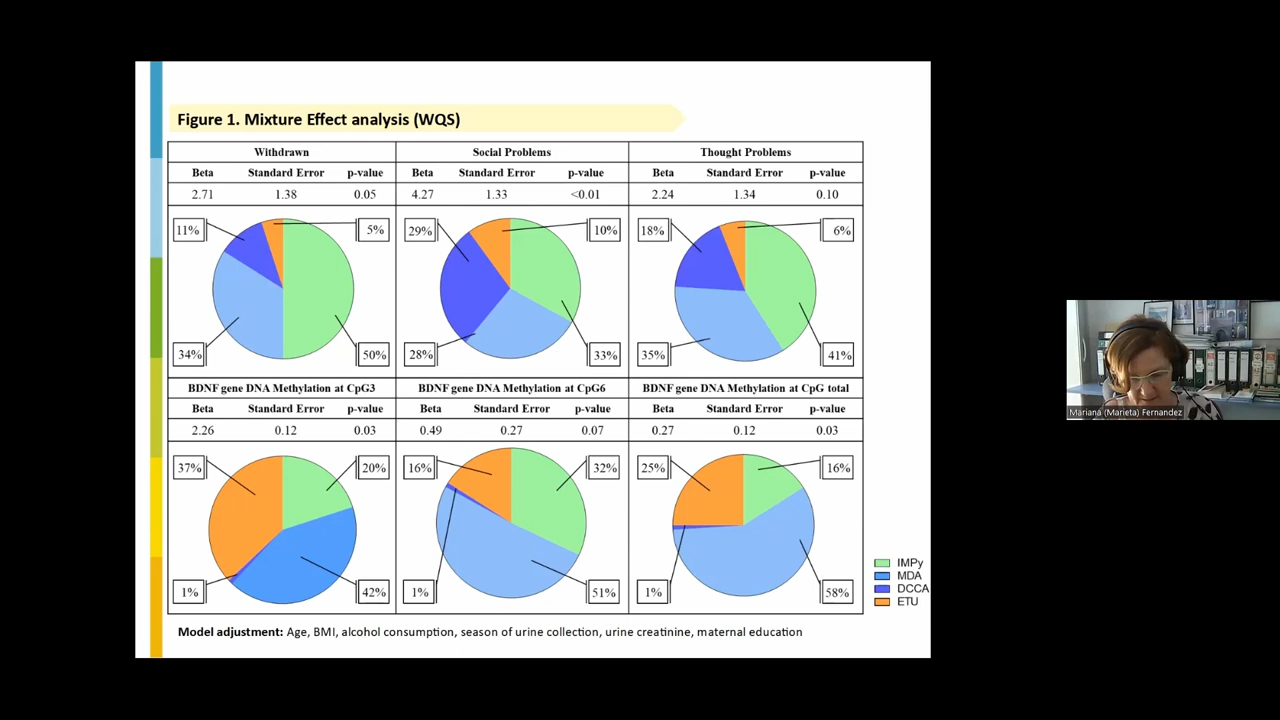 Figure 1. Mixture Effect analysis (WQS)
Withdrawn Social Problems Thought Problems
Beta Standard Error p-value Beta Standard Error p-value Beta Standard Error p-value
2.71 1.38 0.05 4.27 1.33 <0.01 2.24 1.34 0.10
11% 5% 29% 10% 18% 6%
34% 50% 28% 33% 35% 41%
BDNF gene DNA Methylation at CpG3 BDNF gene DNA Methylation at CpG6 BDNF gene DNA Methylation at CpG total
Beta Standard Error p-value Beta Standard Error p-value Beta Standard Error p-value
2.26 0.12 0.03 0.49 0.27 0.07 0.27 0.12 0.03
37% 20% 16% 32% 25% 16%
1% 42% 1% 51% 1% 58%
IMPy
MDA
DCCA
ETU
Model adjustment: Age, BMI, alcohol consumption, season of urine collection, urine creatinine, maternal education
Mariana (Marieta) Fernandez